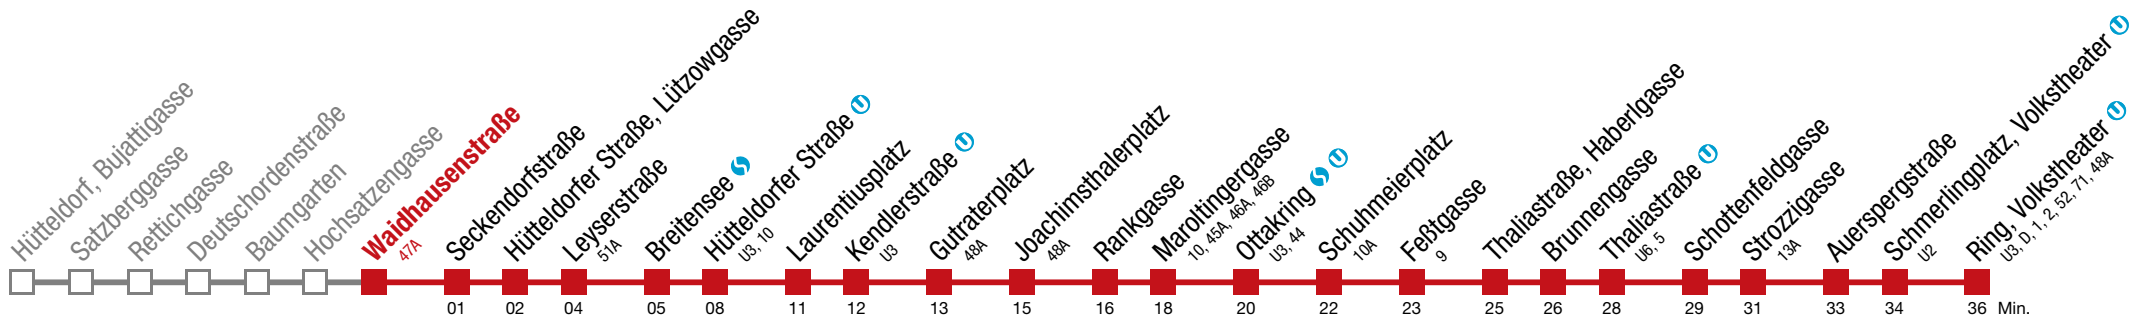 Hütteldorf, Bujattigasse
Satzberggasse
Rettichgasse
Deutschordenstraße
Baumgarten
Hochsatzengasse
Waidhausenstraße
47A
Seckendorfstraße
Hütteldorfer Straße, Lützowgasse
Leyserstraße
51A
Breitensee
Hütteldorfer Straße U
U3, 10
Laurentiusplatz
Kendlerstraße U
U3
Gutraterplatz
48A
Joachimsthalerplatz
48A
Rankgasse
Maroltingergasse
10, 45A, 46A, 46B
Ottakring U
U3, 44
Schuhmeierplatz
10A
Feßtgasse
9
Thaliastraße, Haberlgasse
Brunnengasse
Thaliastraße U
U6, 5
Schottenfeldgasse
Strozzigasse
13A
Auerspergstraße
Schmerlingplatz, Volkstheater U
U2
Ring, Volkstheater U
U3, D, 1, 2, 52, 71, 48A
01 02 04 05 08 11 12 13 15 16 18 20 22 23 25 26 28 29 31 33 34 36 Min.